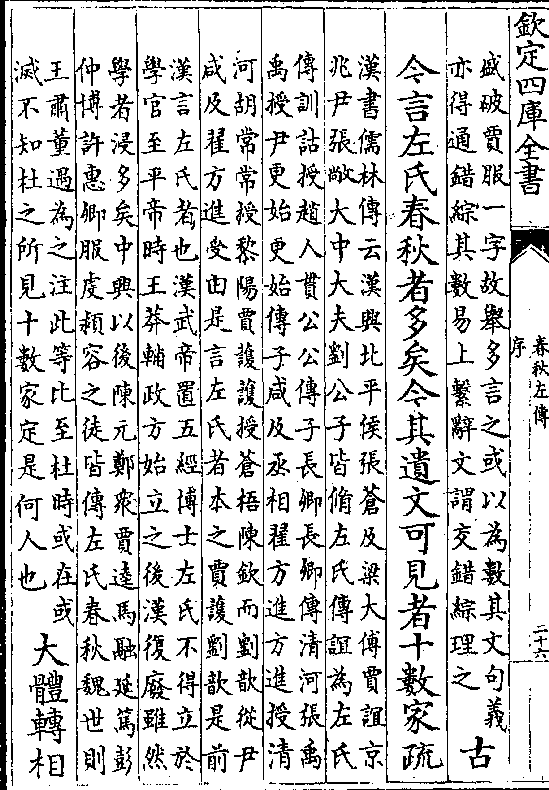 欽定四庫全書
春秋左傳
序
二十六
盛破賈服一字故舉多言之或以為數其文句義
亦得通錯綜其數易上繫辭文謂交錯綜理之
古
今言左氏春秋者多矣今其遺文可見者十數家疏
漢書儒林傳云漢興北平侯張蒼及梁大傅賈誼京
兆尹張敞大中大夫劉公子皆脩左氏傳誼為左氏
傳訓詁授趙人貫公公傳子長卿長卿傳清河張禹
禹授尹更始更始傳子咸及丞相翟方進方進授清
河胡常常授黎陽賈護護授蒼梧陳欽而劉歆從尹
咸及翟方進受由是言左氏者本之賈護劉歆是前
漢言左氏者也漢武帝置五經博士左氏不得立於
學官至平帝時王莽輔政方始立之後漢復廢雖然
學者浸多矣中興以後陳元鄭衆賈逵馬融延篤彭
仲博許惠卿服虔潁容之徒皆傳左氏春秋魏世則
王肅董遇為之注此等比至杜時或在或
滅不知杜之所見十數家定是何人也
大體轉相